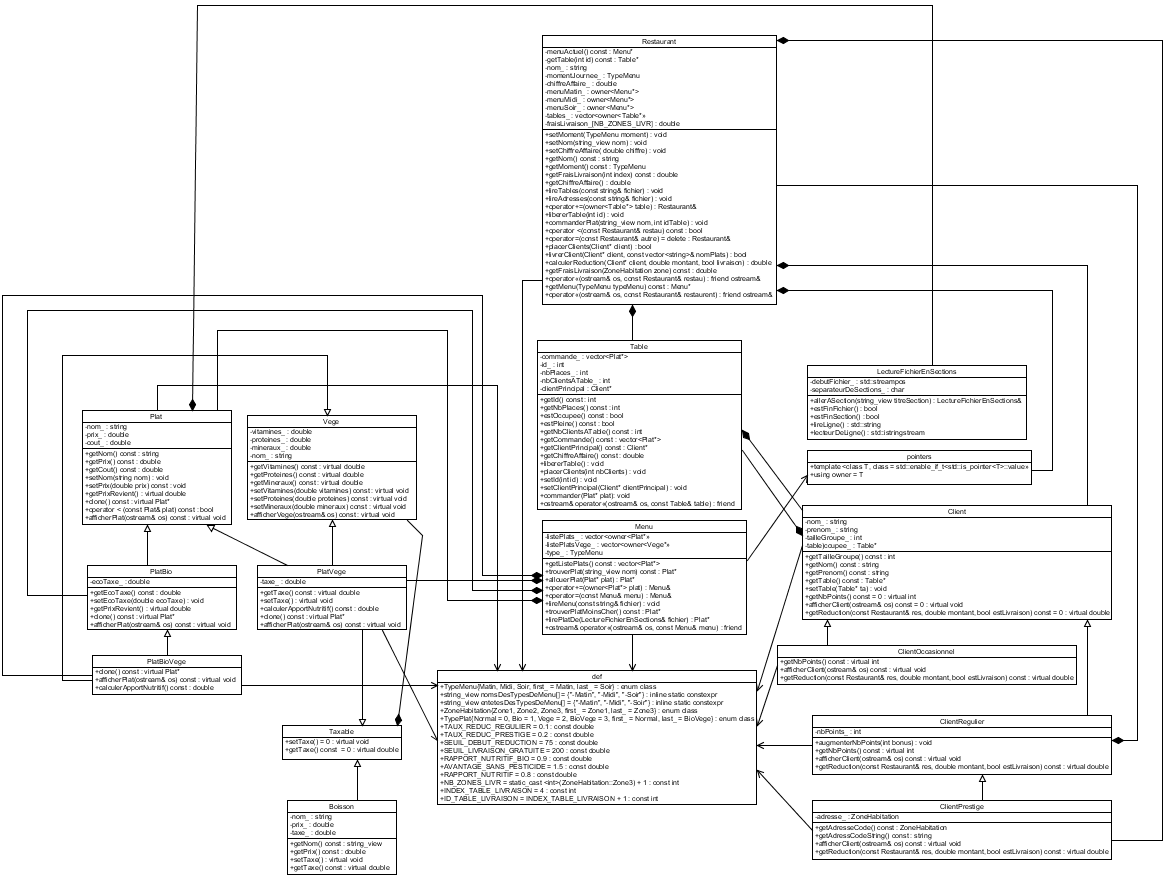 Restaurant
-menuActuel() const : Menu*
-getTable(int id) const : Table*
-nom_ : string
-momentJournee_ : TypeMenu
-chiffreAffaire_ : double
-menuMatin_ : owner<Menu*>
-menuMidi_ : owner<Menu*>
-menuSoir_ : owner<Menu*>
-tables_ : vector<owner<Table*»
-fraisLivraison_[NB_ZONES_LIVR] : double
+setMoment(TypeMenu moment) : void
+setNom(string_view nom) : void
+setChiffreAffaire( double chiffre) : void
+getNom() const : string
+getMoment() const : TypeMenu
+getFraisLivraison(int index) const : double
+getChiffreAffaire() : double
+lireTables(const string& fichier) : void
+lireAdresses(const string& fichier) : void
+operator+=(owner<Table*> table) : Restaurant&
+libererTable(int id) : void
+commanderPlat(string_view nom, int idTable) : void
+operator <(const Restaurant& restau) const : bool
+operator=(const Restaurant& autre) = delete : Restaurant&
+placerClients(Client* client) : bool
+livrerClient(Client* client, const vector<string>& nomPlats) : bool
+calculerReduction(Client* client, double montant, bool livraison) : double
+getFraisLivraison(ZoneHabitation zone) const : double
+operator«(ostream& os, const Restaurant& restau) : friend ostream&
+getMenu(TypeMenu typeMenu) const : Menu*
+operator«(ostream& os, const Restaurant& restaurent) : friend ostream&
Table
-commande_ : vector<Plat*>
-id_ : int
-nbPlaces_ : int
-nbClientsATable_ : int
-clientPrincipal : Client*
+getId() const : int
+getNbPlaces() const : int
+estOccupee() const : bool
+estPleine() const : bool
+getNbClientsATable() const : int
+getCommande() const : vector<Plat*>
+getClientPrincipal() const : Client*
+getChiffreAffaire() const : double
+libererTable() : void
+placerClients(int nbClients) : void
+setId(int id) : void
+setClientPrincipal(Client* clientPrincipal) : void
+commander(Plat* plat): void
+ostream& operator«(ostream& os, const Table& table) : friend
LectureFichierEnSections
-debutFichier_ : std::streampos
-separateurDeSections_ : char
+allerASection(string_view titreSection) : LectureFichierEnSections&
+estFinFichier() : bool
+estFinSection() : bool
+lireLigne() : std::string
+lecteurDeLigne() : std::istringstream
pointers
+template<class T, class = std::enable_if_t<std::is_pointer<T>::value»
+using owner = T
Plat
-nom_ : string
-prix_ : double
-cout_ : double
+getNom() const : string
+getPrix() const : double
+getCout() const : double
+setNom(string nom) : void
+setPrix(double prix) const : void
+getPrixRevient() : virtual double
+clone() const : virtual Plat*
+operator < (const Plat& plat) const : bool
+afficherPlat(ostream& os) const : virtual void
Vege
-vitamines_ : double
-proteines_ : double
-mineraux_ : double
-nom_ : string
+getVitamines() const : virtual double
+getProteines() const : virtual double
+getMineraux() const : virtual double
+setVitamines(double vitamines) const : virtual void
+setProteines(double proteines) const : virtual void
+setMineraux(double mineraux) const : virtual void
+afficherVege(ostream& os) const : virtual void
Client
-nom_ : string
-prenom_ : string
-tailleGroupe_ : int
-tableOccupee_ : Table*
+getTailleGroupe() const : int
+getNom() const : string
+getPrenom() const : string
+getTable() const : Table*
+setTable(Table* ta) : void
+getNbPoints() const = 0 : virtual int
+afficherClient(ostream& os) const = 0 : virtual void
+getReduction(const Restaurant& res, double montant, bool estLivraison) const = 0 : virtual double
Menu
-listePlats_ : vector<owner<Plat*»
-listePlatsVege_ : vector<owner<Vege*»
-type_ : TypeMenu
+getListePlats() const : vector<Plat*>
+trouverPlat(string_view nom) const : Plat*
+allouerPlat(Plat* plat) : Plat*
+operator+=(owner<Plat*> plat) : Menu&
+operator=(const Menu& menu) : Menu&
+lireMenu(const string& fichier) : void
+trouverPlatMoinsCher() const : Plat*
+lirePlatDe(LectureFichierEnSections& fichier) : Plat*
+ostream& operator«(ostream& os, const Menu& menu) : friend
PlatBio
-ecoTaxe_ : double
+getEcoTaxe() const : double
+setEcoTaxe(double ecoTaxe) : void
+getPrixRevient() : virtual double
+clone() const : virtual Plat*
+afficherPlat(ostream& os) const : virtual void
PlatVege
-taxe_ : double
+getTaxe() const : virtual double
+setTaxe() : virtual void
+calculerApportNutritif() const : double
+clone() const : virtual Plat*
+afficherPlat(ostream& os) const : virtual void
PlatBioVege
+clone() const : virtual Plat*
+afficherPlat(ostream& os) const : virtual void
+calculerApportNutritif() const : double
ClientOccasionnel
+getNbPoints() const : virtual int
+afficherClient(ostream& os) const : virtual void
+getReduction(const Restaurant& res, double montant, bool estLivraison) const : virtual double
def
+TypeMenu{Matin, Midi, Soir, first_ = Matin, last_ = Soir} : enum class
+string_view nomsDesTypesDeMenu[] = {"-Matin", "-Midi", "-Soir"} : inline static constexpr
+string_view entetesDesTypesDeMenu[] = {"-Matin", "-Midi", "-Soir"} : inline static constexpr
+ZoneHabitation{Zone1, Zone2, Zone3, first_ = Zone1, last_ = Zone3} : enum class
+TypePlat{Normal = 0, Bio = 1, Vege = 2, BioVege = 3, first_ = Normal, last_ = BioVege} : enum class
+TAUX_REDUC_REGULIER = 0.1 : const double
+TAUX_REDUC_PRESTIGE = 0.2 : const double
+SEUIL_DEBUT_REDUCTION = 75 : const double
+SEUIL_LIVRAISON_GRATUITE = 200 : const double
+RAPPORT_NUTRITIF_BIO = 0.9 : const double
+AVANTAGE_SANS_PESTICIDE = 1.5 : const double
+RAPPORT_NUTRITIF = 0.8 : const double
+NB_ZONES_LIVR = static_cast <int>(ZoneHabitation::Zone3) + 1 : const int
+INDEX_TABLE_LIVRAISON = 4 : const int
+ID_TABLE_LIVRAISON = INDEX_TABLE_LIVRAISON + 1 : const int
ClientRegulier
-nbPoints_ : int
+augmenterNbPoints(int bonus) : void
+getNbPoints() const : virtual int
+afficherClient(ostream& os) const : virtual void
+getReduction(const Restaurant& res, double montant, bool estLivraison) const : virtual double
Taxable
+setTaxe() = 0 : virtual void
+getTaxe() const = 0 : virtual double
Boisson
-nom_ : string
-prix_ : double
-taxe_ : double
+getNom() const : string_view
+getPrix() const : double
+setTaxe() : virtual void
+getTaxe() const : virtual double
ClientPrestige
-adresse_ : ZoneHabitation
+getAdresseCode() const : ZoneHabitation
+getAdressCodeString() const : string
+afficherClient(ostream& os) const : virtual void
+getReduction(const Restaurant& res, double montant, bool estLivraison) const : virtual double